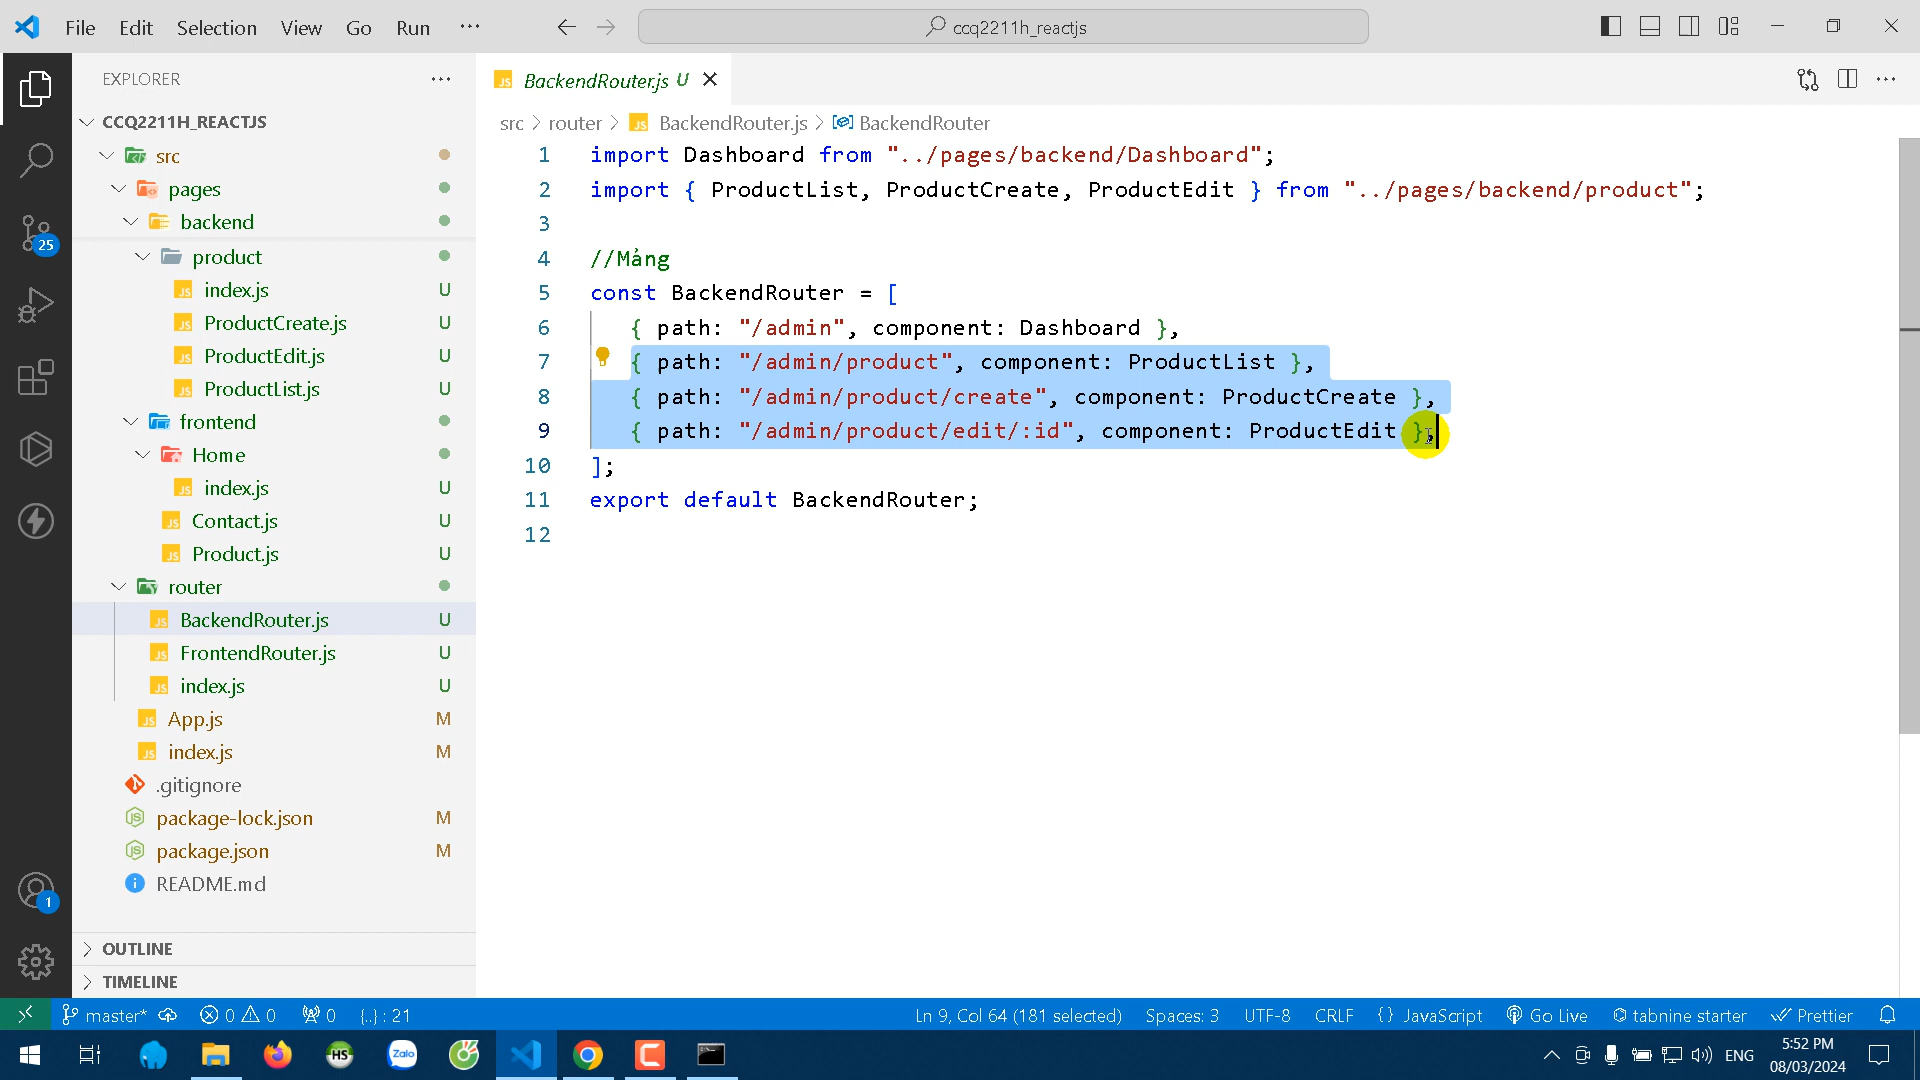 File Edit Selection View Go Run ···
ccq2211h_reactjs
EXPLORER ···
BackendRouter.js U
CCQ2211H_REACTJS
src > router > BackendRouter.js > BackendRouter
src
pages
backend
product
index.js U
ProductCreate.js U
ProductEdit.js U
ProductList.js U
frontend
Home
index.js U
Contact.js U
Product.js U
router
BackendRouter.js U
FrontendRouter.js U
index.js U
App.js M
index.js M
.gitignore
package-lock.json M
package.json M
README.md
OUTLINE
TIMELINE
25
1
1 import Dashboard from "../pages/backend/Dashboard";
2 import { ProductList, ProductCreate, ProductEdit } from "../pages/backend/product";
3
4 //Mảng
5 const BackendRouter = [
6 { path: "/admin", component: Dashboard },
7 { path: "/admin/product", component: ProductList },
8 { path: "/admin/product/create", component: ProductCreate },
9 { path: "/admin/product/edit/:id", component: ProductEdit },
10 ];
11 export default BackendRouter;
12
master* 0 0 0 {..} : 21 Ln 9, Col 64 (181 selected) Spaces: 3 UTF-8 CRLF {} JavaScript Go Live tabnine starter Prettier
HS Zalo ENG
5:52 PM
08/03/2024